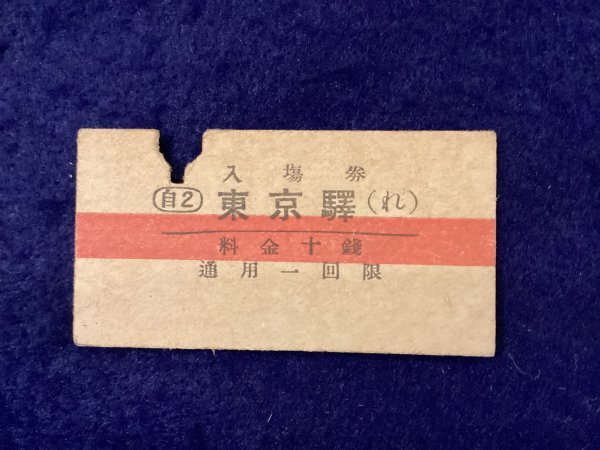 入場券
自2 東京驛(れ)
料金十錢
通用一回限